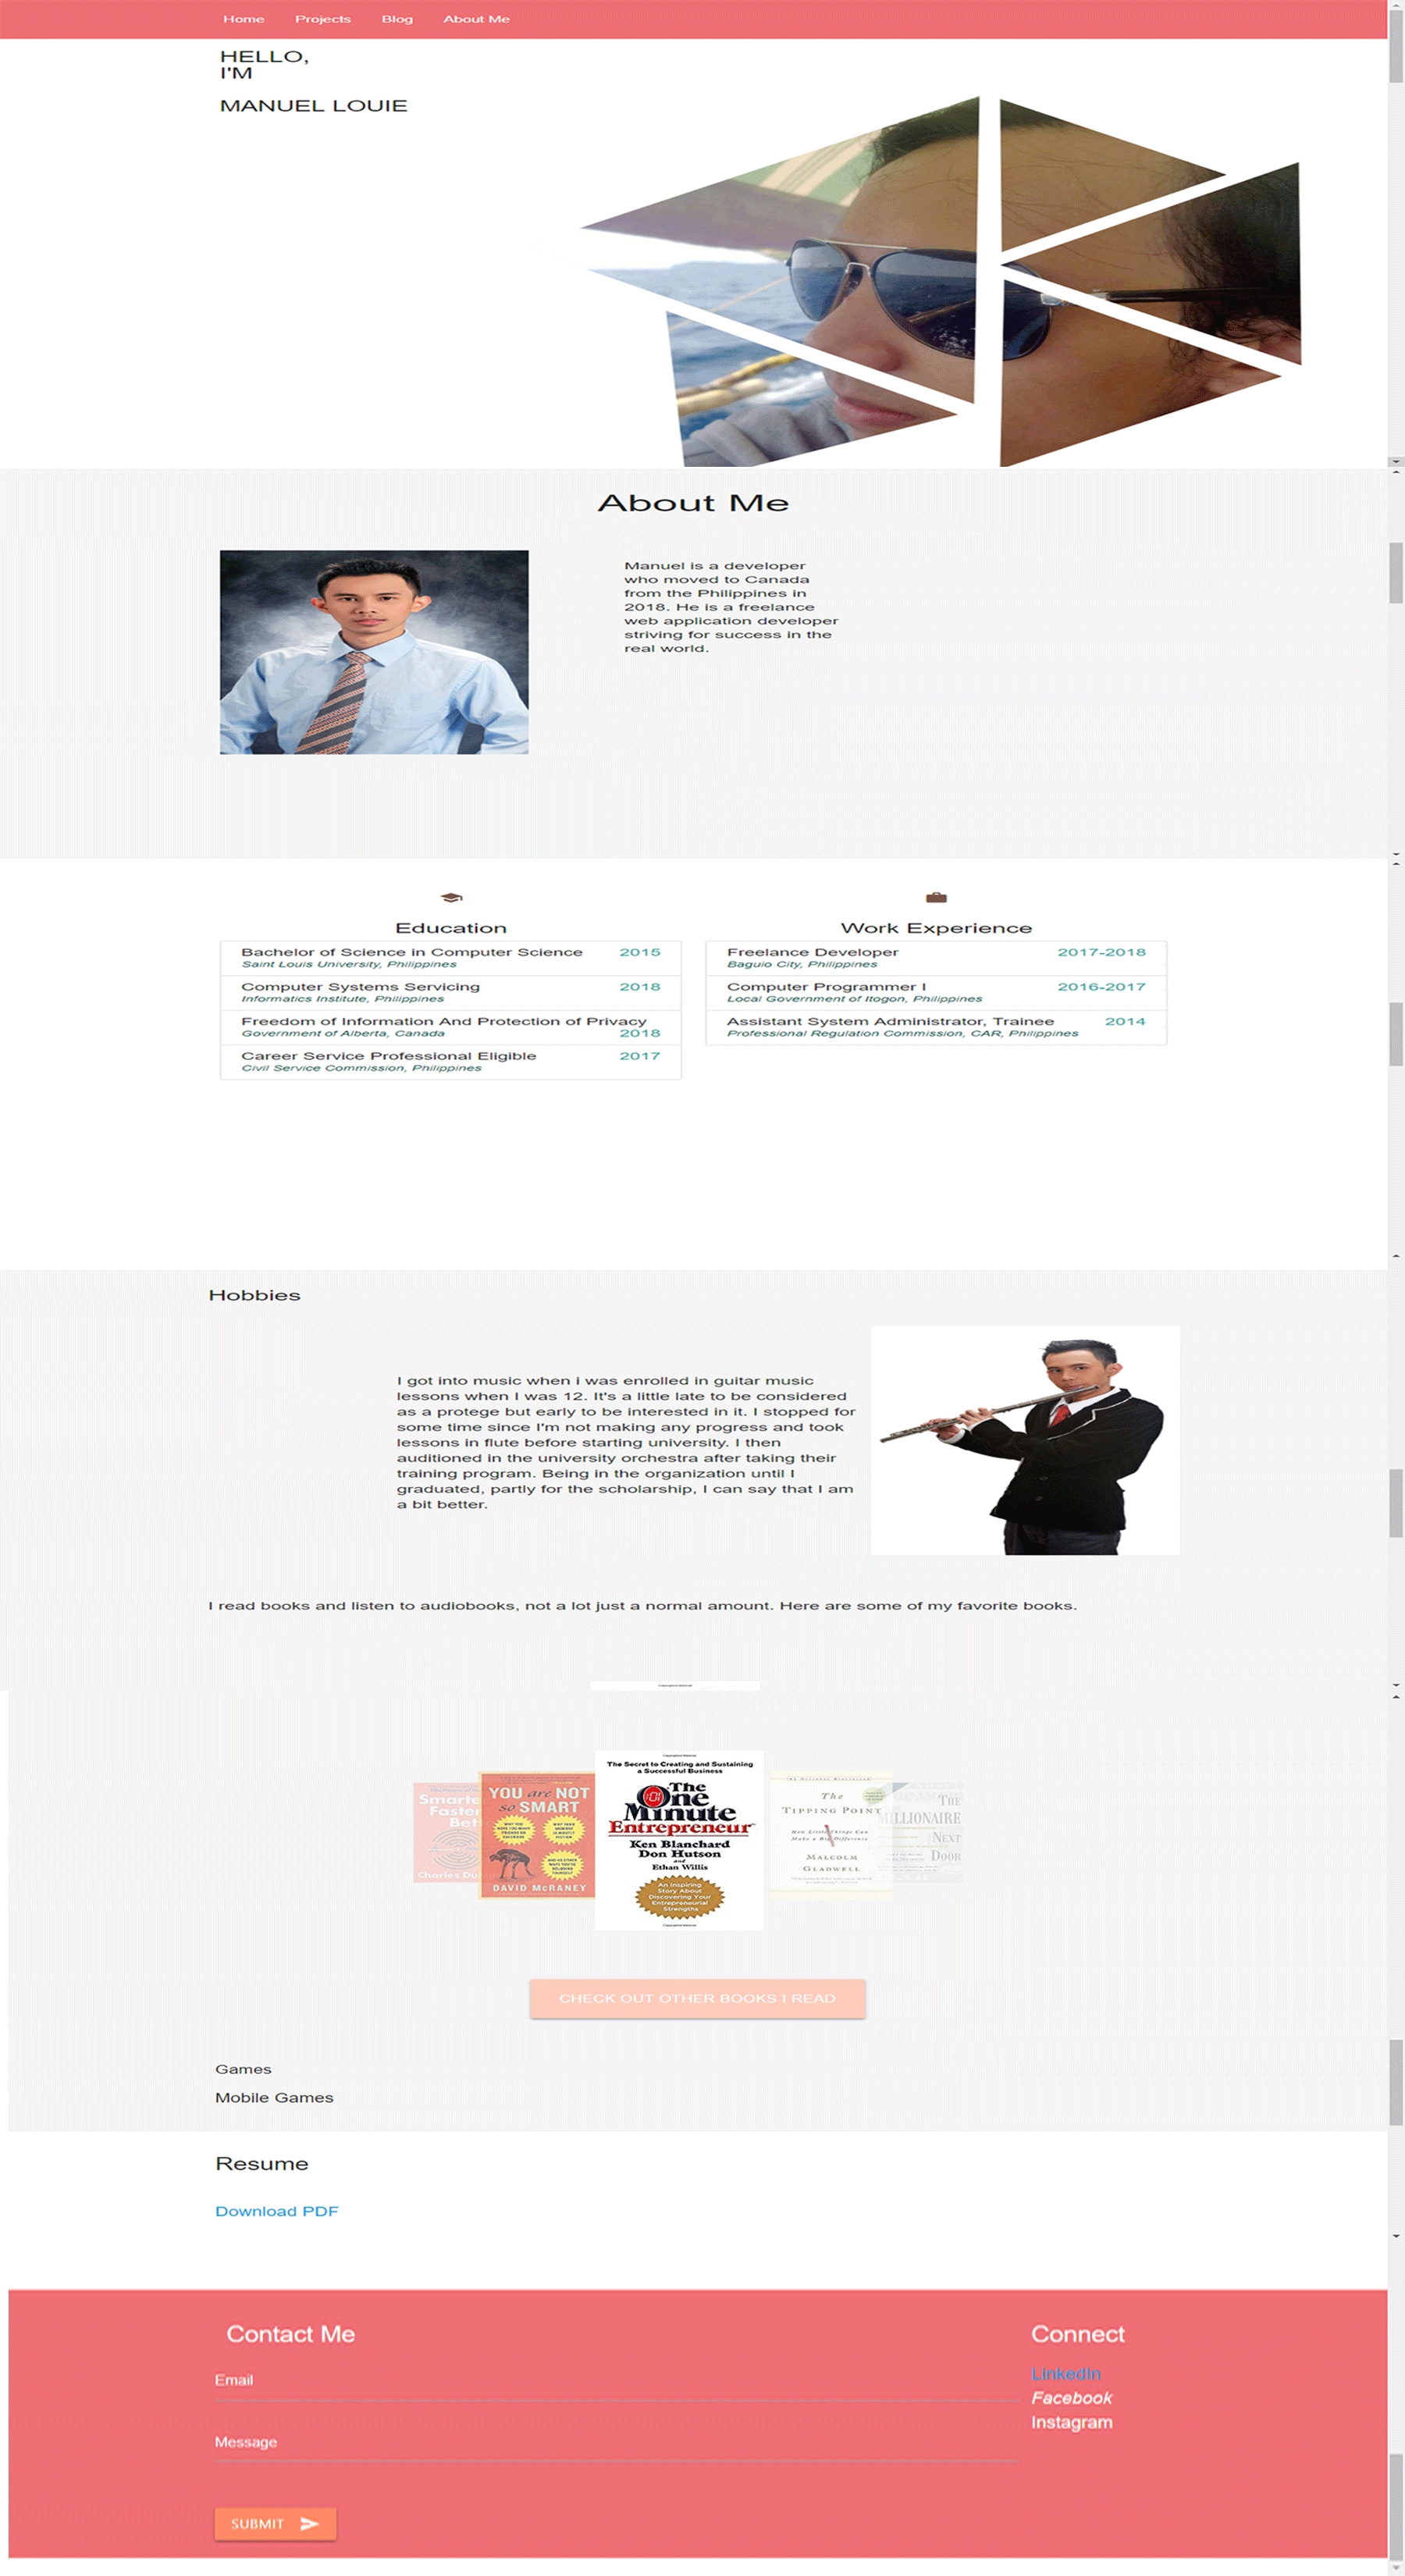 Home Projects Blog About Me
HELLO,
I'M
MANUEL LOUIE
About Me
Manuel is a developer
who moved to Canada
from the Philippines in
2018. He is a freelance
web application developer
striving for success in the
real world.
Education
Bachelor of Science in Computer Science 2015
Saint Louis University, Philippines
Computer Systems Servicing 2018
Informatics Institute, Philippines
Freedom of Information And Protection of Privacy
Government of Alberta, Canada 2018
Career Service Professional Eligible 2017
Civil Service Commission, Philippines
Work Experience
Freelance Developer 2017-2018
Baguio City, Philippines
Computer Programmer I 2016-2017
Local Government of Itogon, Philippines
Assistant System Administrator, Trainee 2014
Professional Regulation Commission, CAR, Philippines
Hobbies
I got into music when i was enrolled in guitar music
lessons when I was 12. It's a little late to be considered
as a protege but early to be interested in it. I stopped for
some time since I'm not making any progress and took
lessons in flute before starting university. I then
auditioned in the university orchestra after taking their
training program. Being in the organization until I
graduated, partly for the scholarship, I can say that I am
a bit better.
I read books and listen to audiobooks, not a lot just a normal amount. Here are some of my favorite books.
Smarte
Faster
Bet
Charles Du
YOU are NOT
so SMART
DAVID McRANEY
The Secret to Creating and Sustaining
a Successful Business
The
One
Minute
Entrepreneur
Ken Blanchard
Don Hutson
and
Ethan Willis
An Inspiring
Story About
Discovering Your
Entrepreneurial
Strengths
The
TIPPING POINT
How Little Things Can
Make a Big Difference
MALCOLM
GLADWELL
THE
MILLIONAIRE
NEXT
DOOR
CHECK OUT OTHER BOOKS I READ
Games
Mobile Games
Resume
Download PDF
Contact Me
Email
Message
SUBMIT
Connect
LinkedIn
Facebook
Instagram